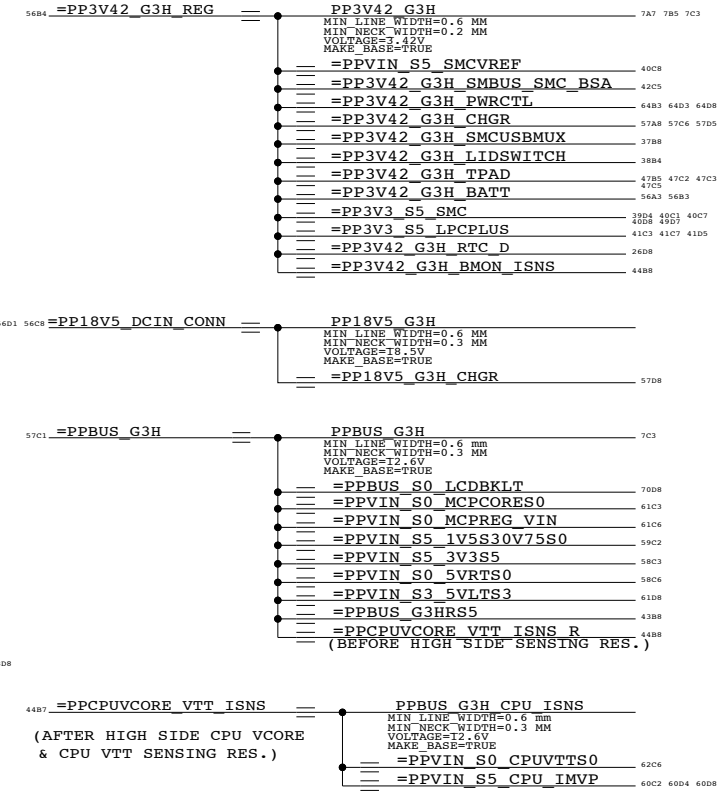 56B4 =PP3V42_G3H_REG PP3V42_G3H 7A7 7B5 7C3
MIN_LINE_WIDTH=0.6 MM
MIN_NECK_WIDTH=0.2 MM
VOLTAGE=3.42V
MAKE_BASE=TRUE
=PPVIN_S5_SMCVREF 40C8
=PP3V42_G3H_SMBUS_SMC_BSA 42C5
=PP3V42_G3H_PWRCTL 64B3 64D3 64D8
=PP3V42_G3H_CHGR 57A8 57C6 57D5
=PP3V42_G3H_SMCUSBMUX 37B8
=PP3V42_G3H_LIDSWITCH 38B4
=PP3V42_G3H_TPAD 47B5 47C2 47C3
47C5
=PP3V42_G3H_BATT 56A3 56B3
=PP3V3_S5_SMC 39D4 40C1 40C7
40D8 49D7
=PP3V3_S5_LPCPLUS 41C3 41C7 41D5
=PP3V42_G3H_RTC_D 26D8
=PP3V42_G3H_BMON_ISNS 44B8
56D1 56C8 =PP18V5_DCIN_CONN PP18V5_G3H
MIN_LINE_WIDTH=0.6 MM
MIN_NECK_WIDTH=0.3 MM
VOLTAGE=18.5V
MAKE_BASE=TRUE
=PP18V5_G3H_CHGR 57D8
57C1 =PPBUS_G3H PPBUS_G3H 7C3
MIN_LINE_WIDTH=0.6 mm
MIN_NECK_WIDTH=0.3 MM
VOLTAGE=12.6V
MAKE_BASE=TRUE
=PPBUS_S0_LCDBKLT 70D8
=PPVIN_S0_MCPCORES0 61C3
=PPVIN_S0_MCPREG_VIN 61C6
=PPVIN_S5_1V5S30V75S0 59C2
=PPVIN_S5_3V3S5 58C3
=PPVIN_S0_5VRTS0 58C6
=PPVIN_S3_5VLTS3 61D8
=PPBUS_G3HRS5 43B8
=PPCPUVCORE_VTT_ISNS_R 44B8
(BEFORE HIGH SIDE SENSING RES.)
D8
44B7 =PPCPUVCORE_VTT_ISNS PPBUS_G3H_CPU_ISNS
MIN_LINE_WIDTH=0.6 mm
MIN_NECK_WIDTH=0.3 MM
VOLTAGE=12.6V
MAKE_BASE=TRUE
(AFTER HIGH SIDE CPU VCORE
& CPU VTT SENSING RES.)
=PPVIN_S0_CPUVTTS0 62C6
=PPVIN_S5_CPU_IMVP 60C2 60D4 60D8